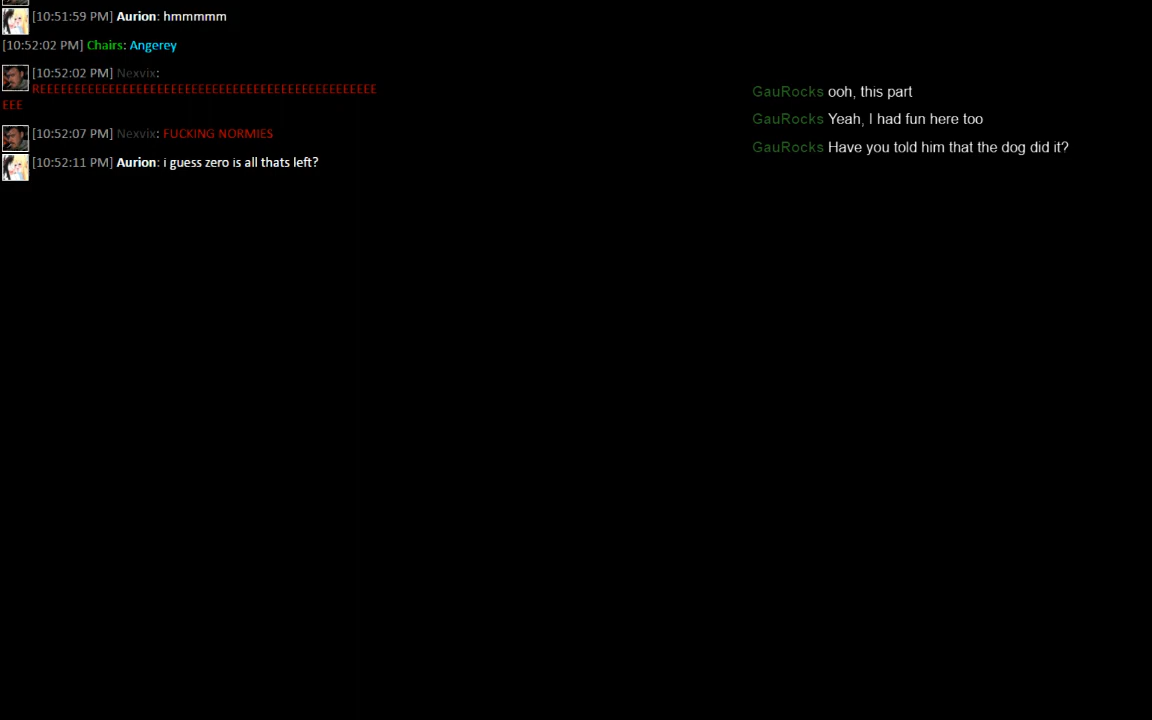 [10:51:59 PM] Aurion: hmmmmm
[10:52:02 PM] Chairs: Angerey
[10:52:02 PM] Nexvix:
REEEEEEEEEEEEEEEEEEEEEEEEEEEEEEEEEEEEEEEEEEEEEEEEE
EEE
[10:52:07 PM] Nexvix: FUCKING NORMIES
[10:52:11 PM] Aurion: i guess zero is all thats left?
GauRocks ooh, this part
GauRocks Yeah, I had fun here too
GauRocks Have you told him that the dog did it?